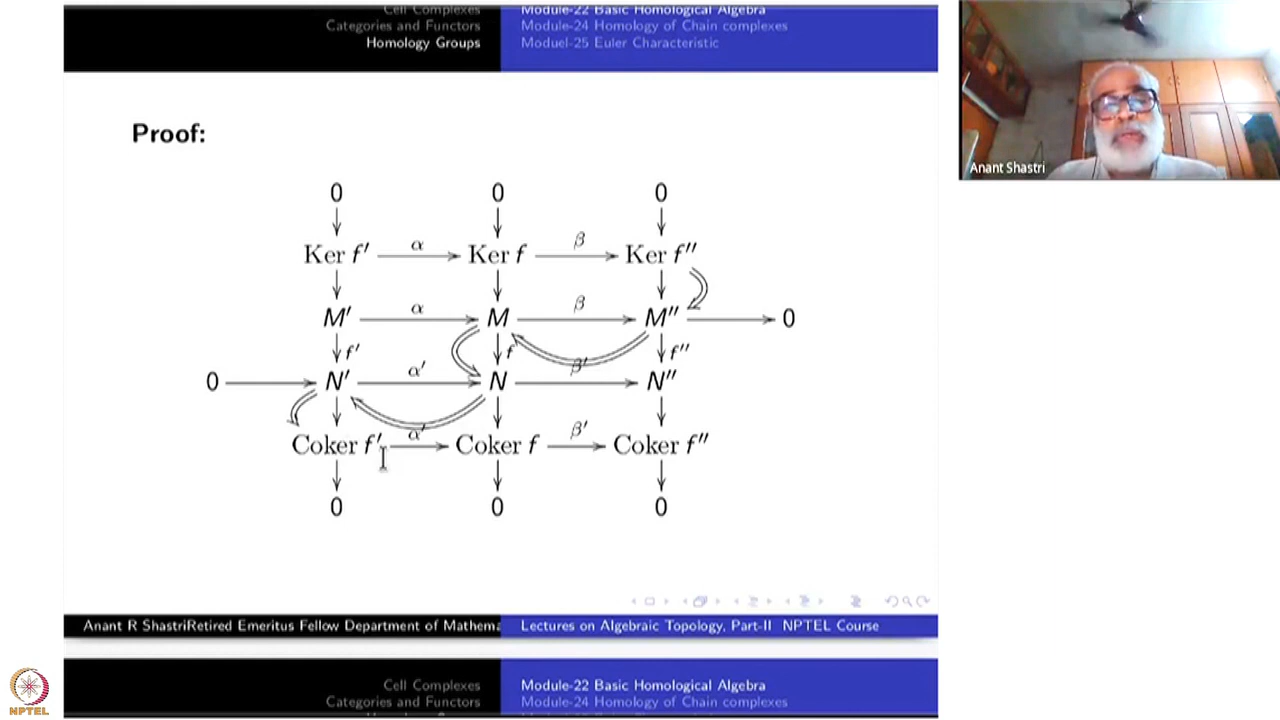 Cell Complexes Module-22 Basic Homological Algebra
Categories and Functors Module-24 Homology of Chain complexes
Homology Groups Moduel-25 Euler Characteristic
Anant Shastri
Proof:
0 0 0
Ker f′ α Ker f β Ker f″
M′ α M β M″ 0
f′ f f″
0 N′ α′ N β′ N″
Coker f′ α′ Coker f β′ Coker f″
0 0 0
Anant R ShastriRetired Emeritus Fellow Department of Mathema Lectures on Algebraic Topology, Part-II NPTEL Course
Cell Complexes Module-22 Basic Homological Algebra
Categories and Functors Module-24 Homology of Chain complexes
NPTEL